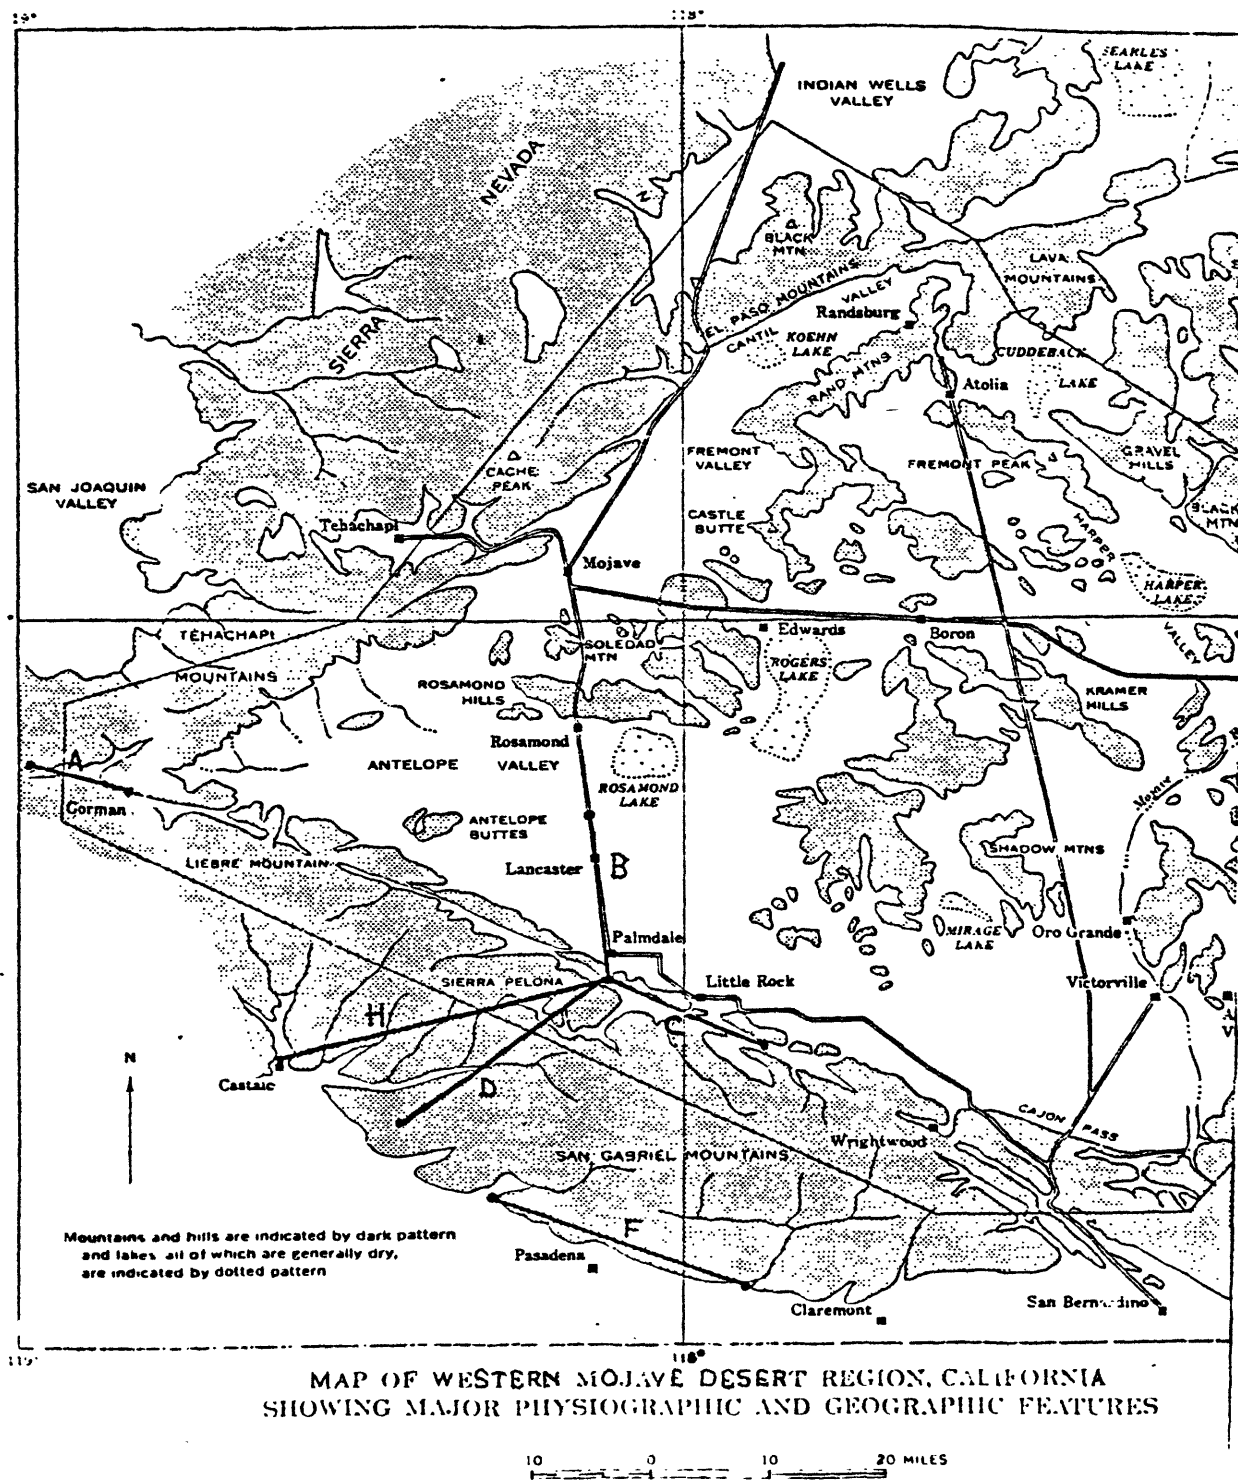 19°
118°
SEARLES
LAKE
INDIAN WELLS
VALLEY
NEVADA
BLACK
MTN.
LAVA
MOUNTAINS
EL PASO MOUNTAINS
VALLEY
CANTIL
Randsburg
KOEHN
LAKE
SIERRA
RAND MTNS
CUDDEBACK
LAKE
Atolia
FREMONT
VALLEY
FREMONT PEAK
GRAVEL
HILLS
CACHE
PEAK
SAN JOAQUIN
VALLEY
Tehachapi
CASTLE
BUTTE
BLACK
MTN
HARPER
Mojave
HARPER
LAKE
TEHACHAPI
MOUNTAINS
SOLEDAD
MTN
Edwards
Boron
VALLEY
ROGERS
LAKE
ROSAMOND
HILLS
KRAMER
HILLS
Rosamond
ANTELOPE VALLEY
A
Gorman
ROSAMOND
LAKE
Mojave
ANTELOPE
BUTTES
LIEBRE MOUNTAIN
Lancaster
B
SHADOW MTNS
Palmdale
MIRAGE
LAKE
Oro Grande
SIERRA PELONA
Little Rock
Victorville
H
C
A
V
N
Castaic
D
CAJON PASS
Wrightwood
SAN GABRIEL MOUNTAINS
F
Mountains and hills are indicated by dark pattern
and lakes all of which are generally dry,
are indicated by dotted pattern
Pasadena
Claremont
San Bernardino
119°
118°
MAP OF WESTERN MOJAVE DESERT REGION, CALIFORNIA
SHOWING MAJOR PHYSIOGRAPHIC AND GEOGRAPHIC FEATURES
10 0 10 20 MILES